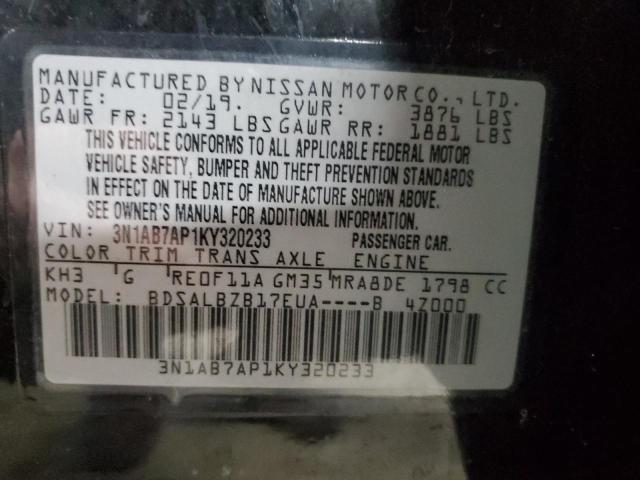 MANUFACTURED BY NISSAN MOTOR CO., LTD.
DATE: 02/19. GVWR: 3876 LBS
GAWR FR: 2143 LBS GAWR RR: 1881 LBS
THIS VEHICLE CONFORMS TO ALL APPLICABLE FEDERAL MOTOR
VEHICLE SAFETY, BUMPER AND THEFT PREVENTION STANDARDS
IN EFFECT ON THE DATE OF MANUFACTURE SHOWN ABOVE.
SEE OWNER'S MANUAL FOR ADDITIONAL INFORMATION.
VIN: 3N1AB7AP1KY320233 PASSENGER CAR.
COLOR TRIM TRANS AXLE ENGINE
KH3 G RE0F11A GM35 MRA8DE 1798 CC
MODEL: BDSALBZB17EUA----B 4Z000
3N1AB7AP1KY320233